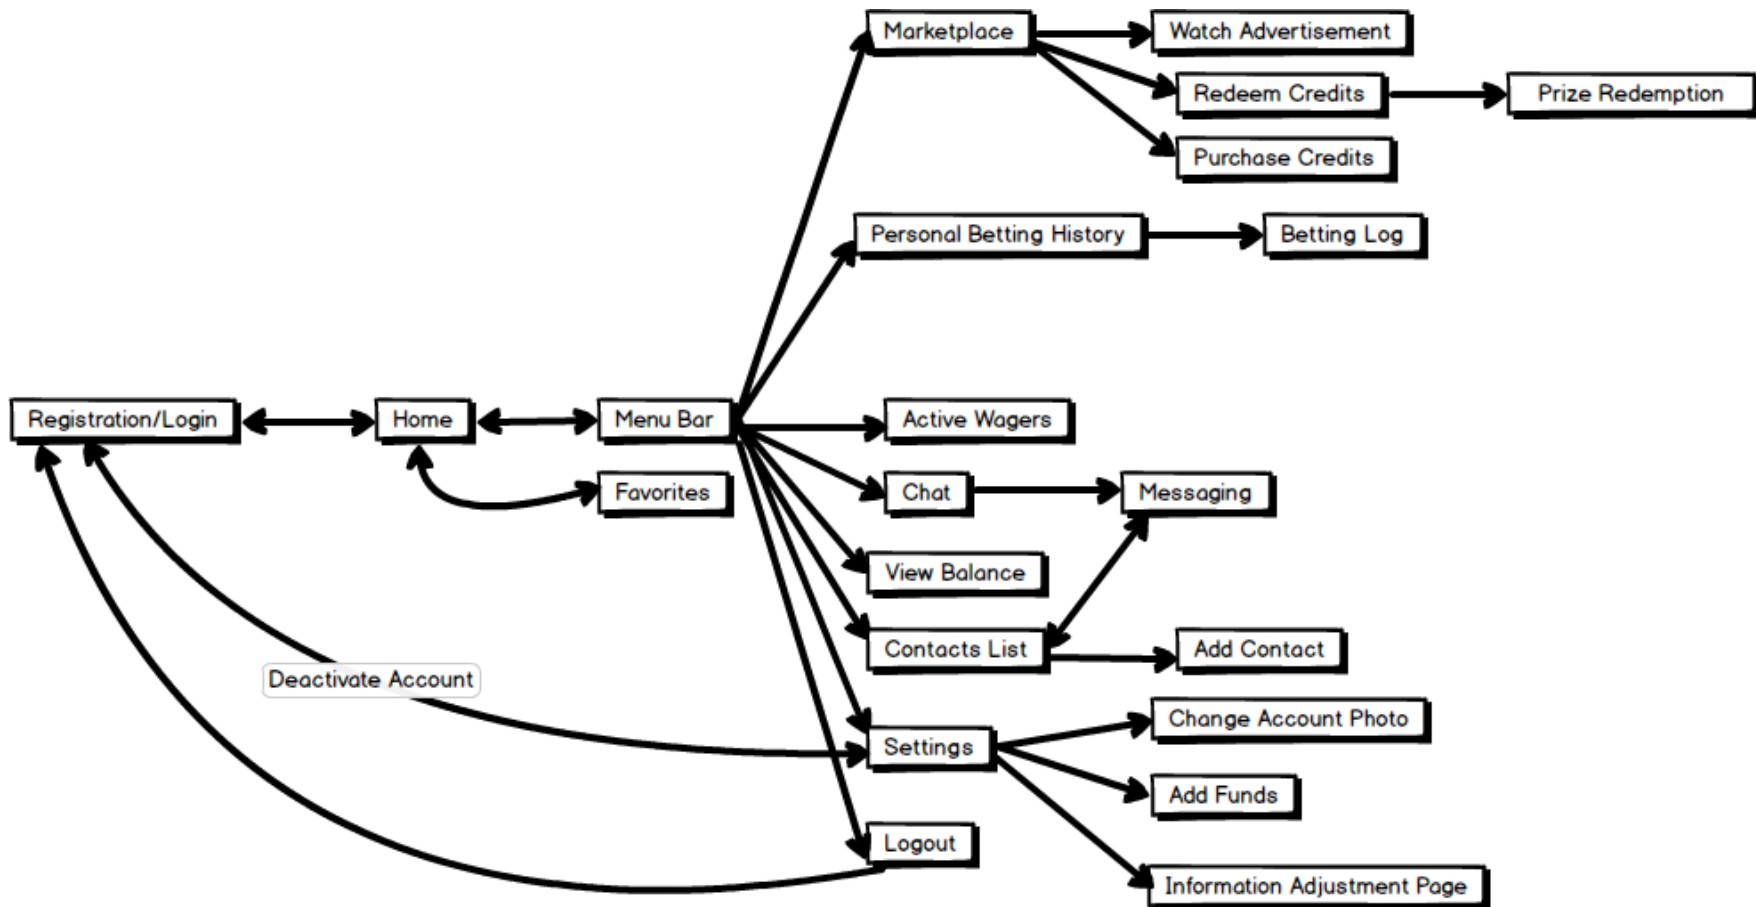 Marketplace
Watch Advertisement
Redeem Credits
Prize Redemption
Purchase Credits
Personal Betting History
Betting Log
Registration/Login
Home
Menu Bar
Active Wagers
Favorites
Chat
Messaging
View Balance
Contacts List
Add Contact
Deactivate Account
Change Account Photo
Settings
Add Funds
Logout
Information Adjustment Page